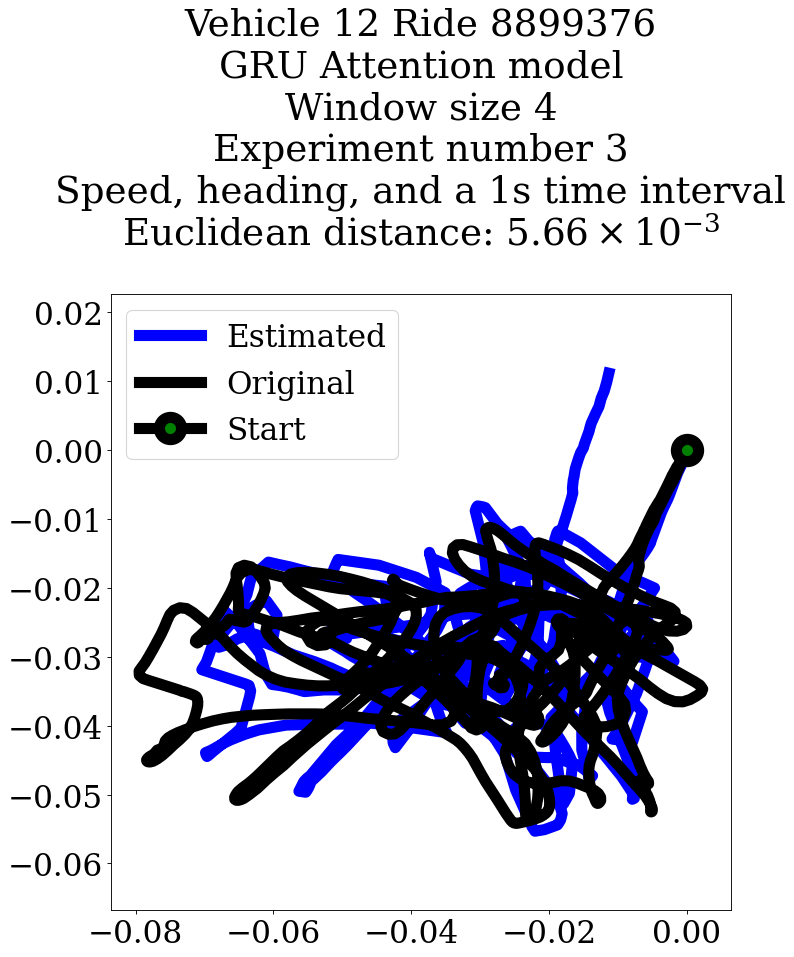 Vehicle 12 Ride 8899376
GRU Attention model
Window size 4
Experiment number 3
Speed, heading, and a 1s time interval
Euclidean distance: 5.66 × 10⁻³
0.02
0.01
0.00
−0.01
−0.02
−0.03
−0.04
−0.05
−0.06
Estimated
Original
Start
−0.08
−0.06
−0.04
−0.02
0.00